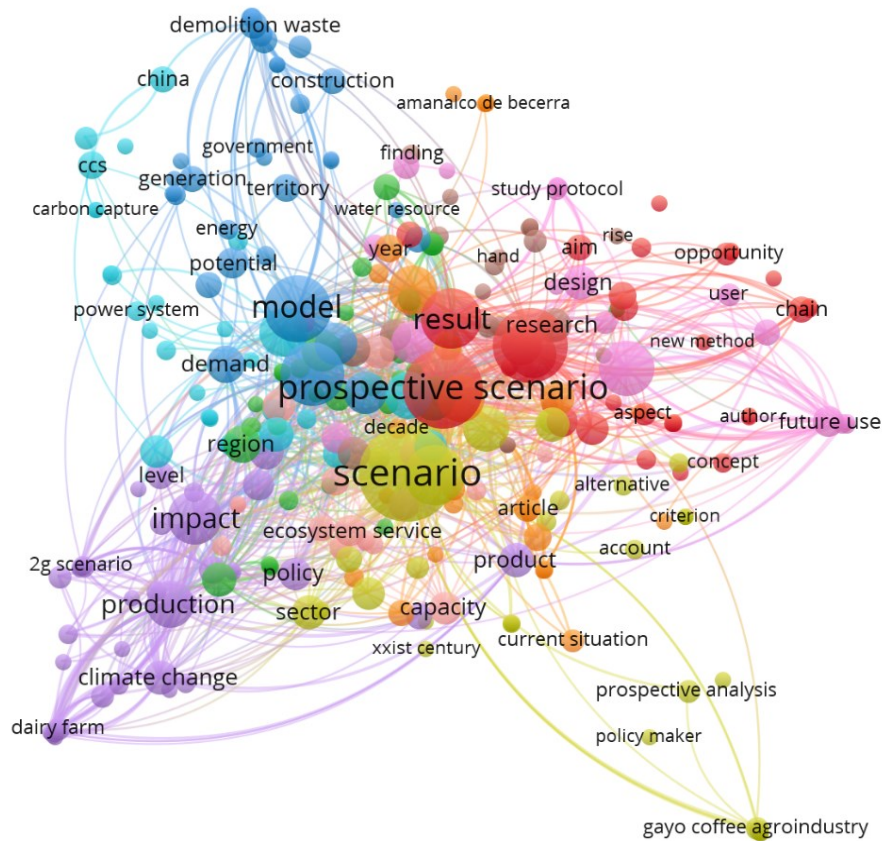 demolition waste
china
construction
amanalco de becerra
government
finding
ccs
generation
territory
study protocol
carbon capture
water resource
energy
year
hand
rise
aim
opportunity
potential
design
user
power system
model
result
research
chain
new method
demand
prospective scenario
decade
aspect
author
future use
region
level
scenario
concept
alternative
impact
article
criterion
ecosystem service
account
2g scenario
policy
product
production
sector
capacity
current situation
xxist century
climate change
prospective analysis
dairy farm
policy maker
gayo coffee agroindustry